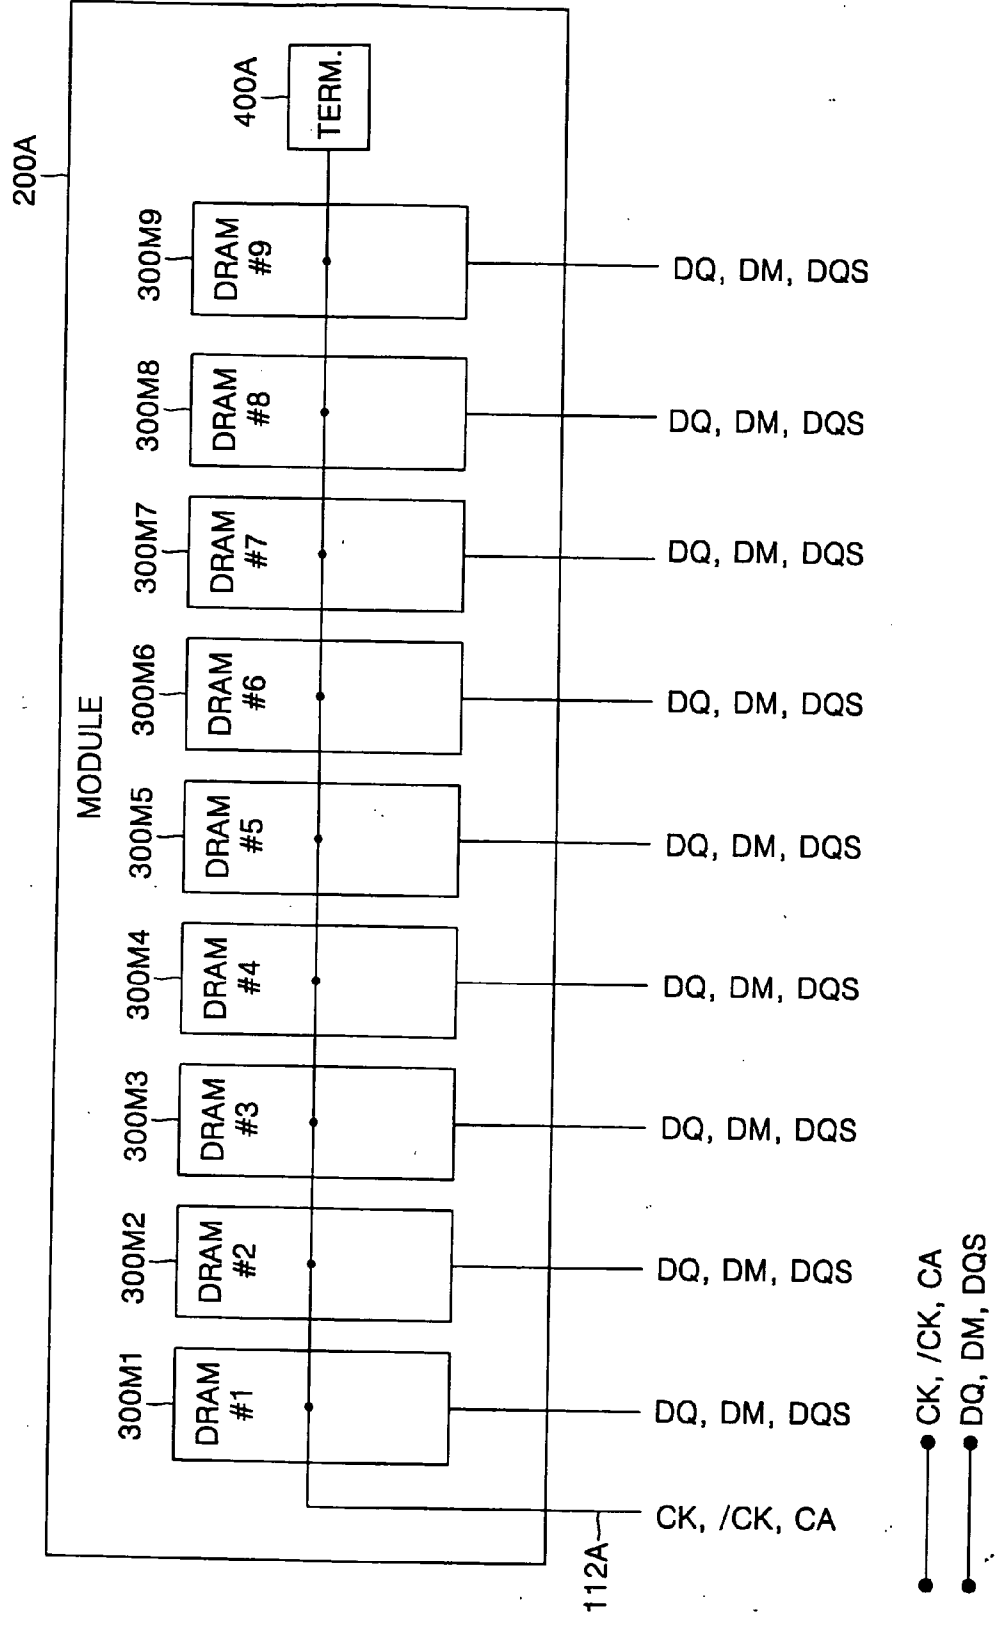 200A
MODULE
300M1
300M2
300M3
300M4
300M5
300M6
300M7
300M8
300M9
400A
DRAM
#1
DRAM
#2
DRAM
#3
DRAM
#4
DRAM
#5
DRAM
#6
DRAM
#7
DRAM
#8
DRAM
#9
TERM.
112A
CK, /CK, CA
DQ, DM, DQS
DQ, DM, DQS
DQ, DM, DQS
DQ, DM, DQS
DQ, DM, DQS
DQ, DM, DQS
DQ, DM, DQS
DQ, DM, DQS
DQ, DM, DQS
CK, /CK, CA
DQ, DM, DQS